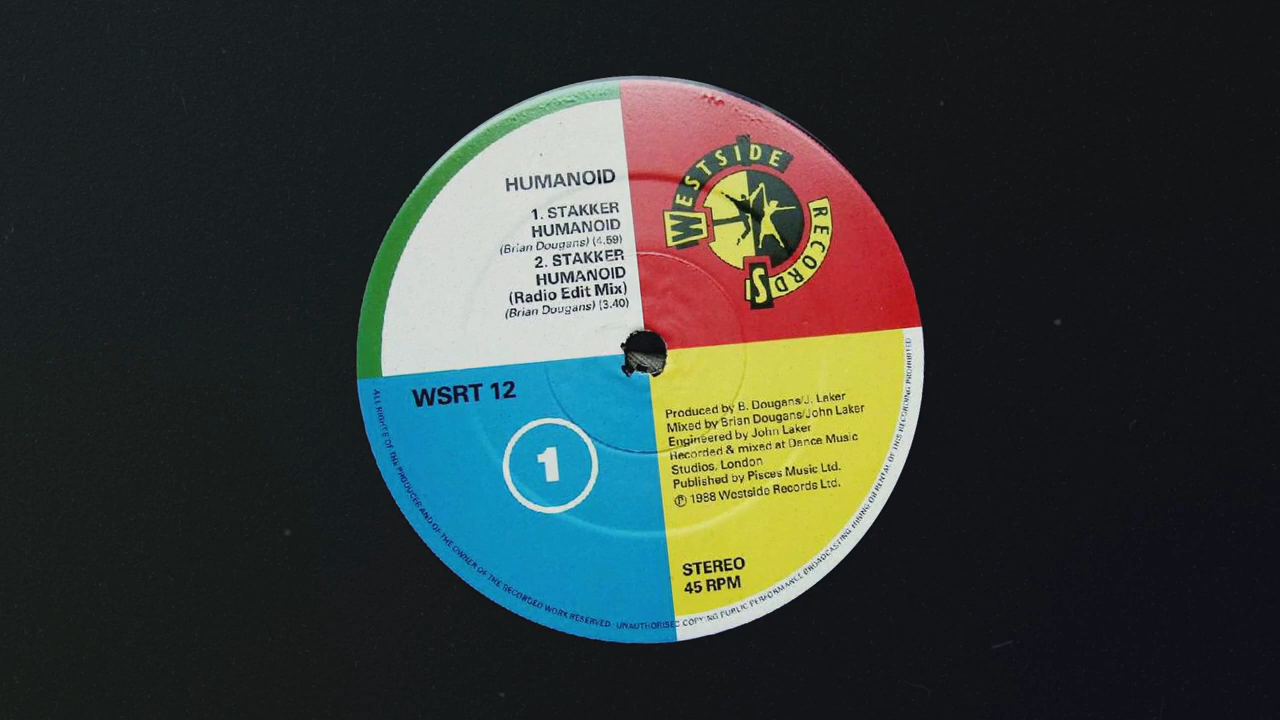 HUMANOID
1. STAKKER
HUMANOID
(Brian Dougans) (4.59)
2. STAKKER
HUMANOID
(Radio Edit Mix)
(Brian Dougans) (3.40)
WESTSIDE
RECORDS
WSRT 12
1
Produced by B. Dougans/J. Laker
Mixed by Brian Dougans/John Laker
Engineered by John Laker
Recorded & mixed at Dance Music
Studios, London
Published by Pisces Music Ltd.
℗ 1988 Westside Records Ltd.
STEREO
45 RPM
ALL RIGHTS OF THE PRODUCER AND OF THE OWNER OF THE RECORDED WORK RESERVED · UNAUTHORISED COPYING PUBLIC PERFORMANCE BROADCASTING HIRING OR RENTAL OF THIS RECORDING PROHIBITED